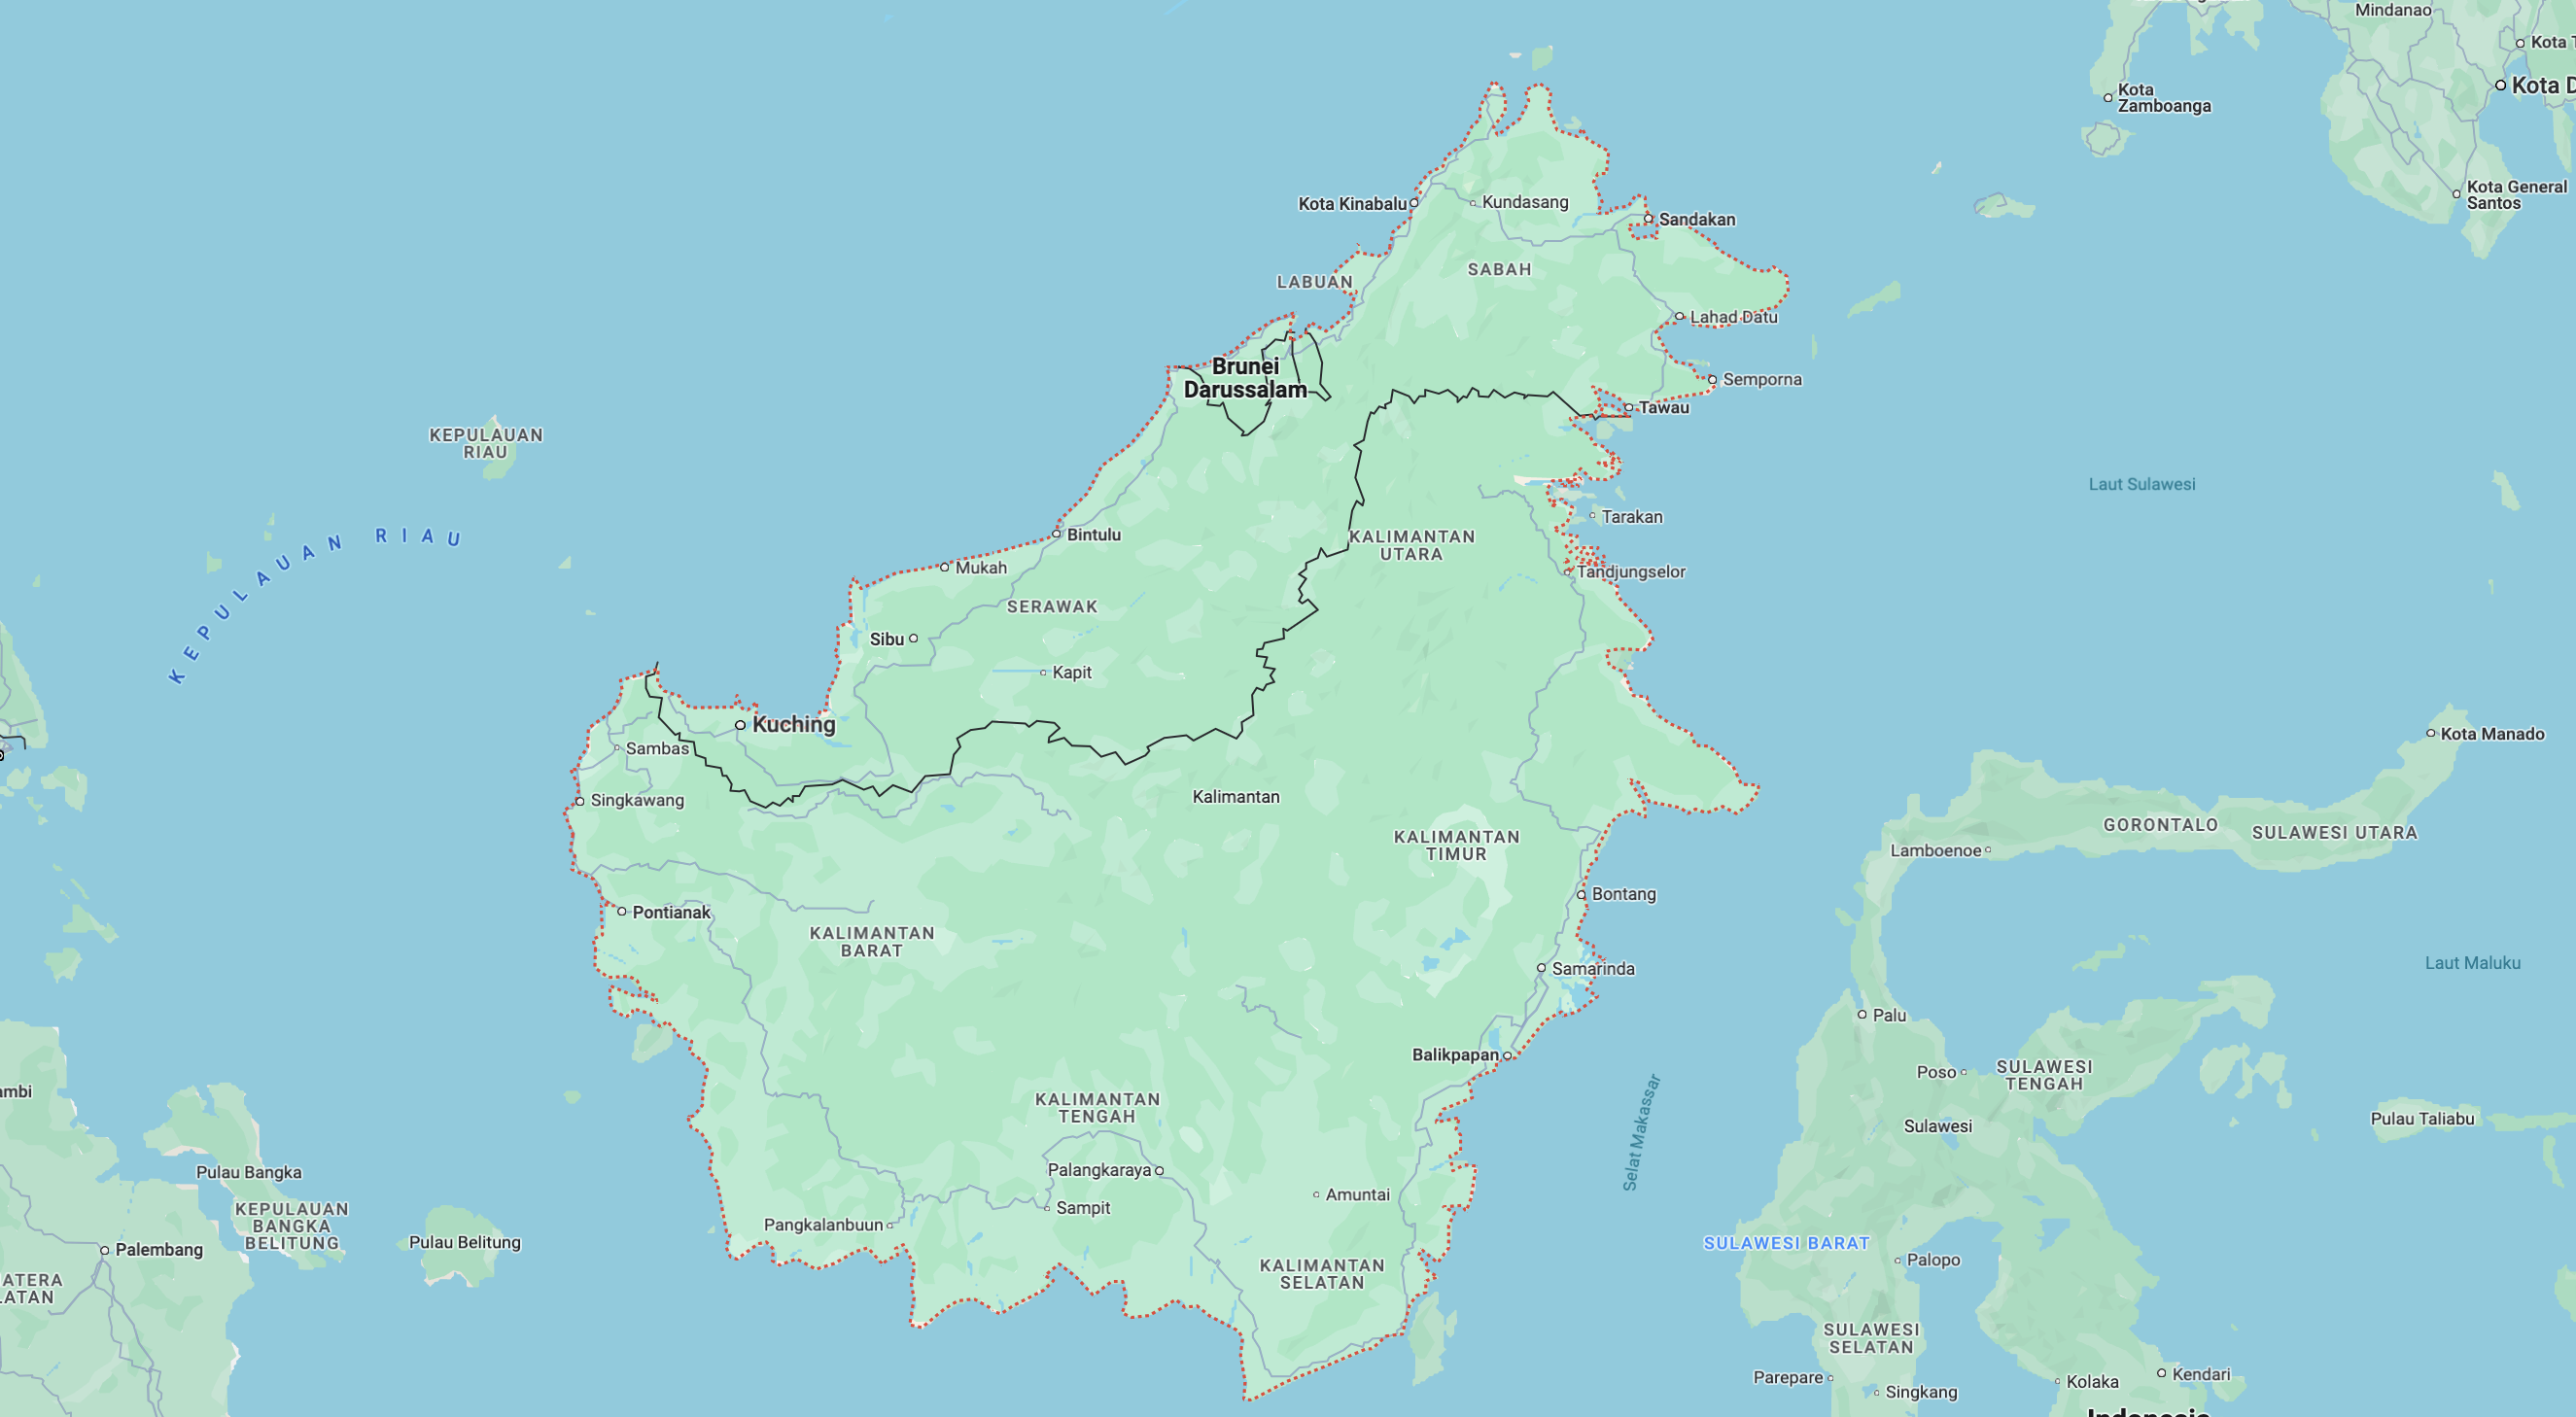 Mindanao
Kota
Zamboanga
Kota T
Kota D
Kota General
Santos
Kota Kinabalu
Kundasang
Sandakan
SABAH
LABUAN
Lahad Datu
Brunei
Darussalam
Semporna
Tawau
KEPULAUAN
RIAU
Laut Sulawesi
KEPULAUAN RIAU
Bintulu
Tarakan
KALIMANTAN
UTARA
Mukah
Tandjungselor
SERAWAK
Sibu
Kapit
Kuching
Sambas
Kota Manado
Singkawang
Kalimantan
KALIMANTAN
TIMUR
GORONTALO
SULAWESI UTARA
Lamboenoe
Bontang
Pontianak
KALIMANTAN
BARAT
Samarinda
Laut Maluku
Palu
Balikpapan
Poso
SULAWESI
TENGAH
ambi
KALIMANTAN
TENGAH
Selat Makassar
Sulawesi
Pulau Taliabu
Pulau Bangka
Palangkaraya
Amuntai
Sampit
KEPULAUAN
BANGKA
BELITUNG
Pangkalanbuun
Pulau Belitung
Palembang
SULAWESI BARAT
Palopo
ATERA
LATAN
KALIMANTAN
SELATAN
SULAWESI
SELATAN
Parepare
Singkang
Kolaka
Kendari
Indonesia